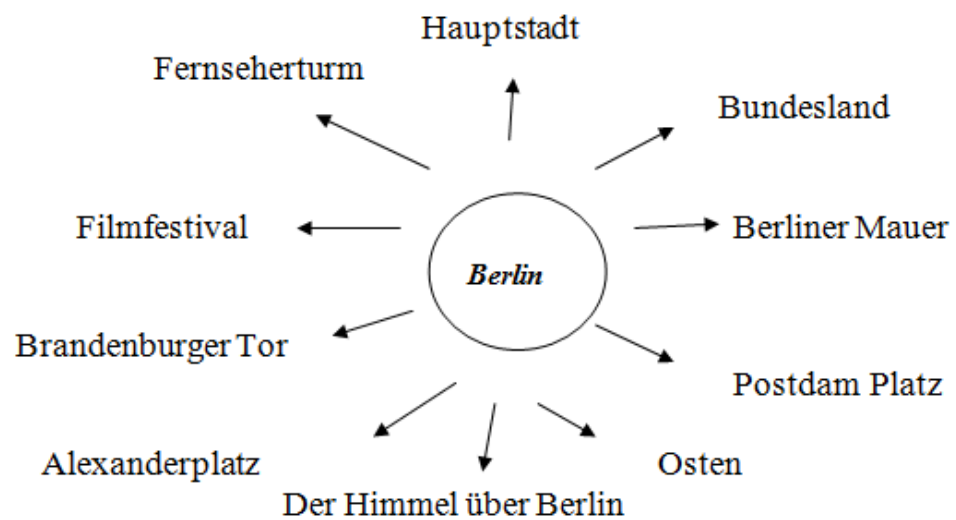 Hauptstadt
Fernseherturm
Bundesland
Filmfestival
Berliner Mauer
Berlin
Brandenburger Tor
Postdam Platz
Alexanderplatz
Osten
Der Himmel über Berlin